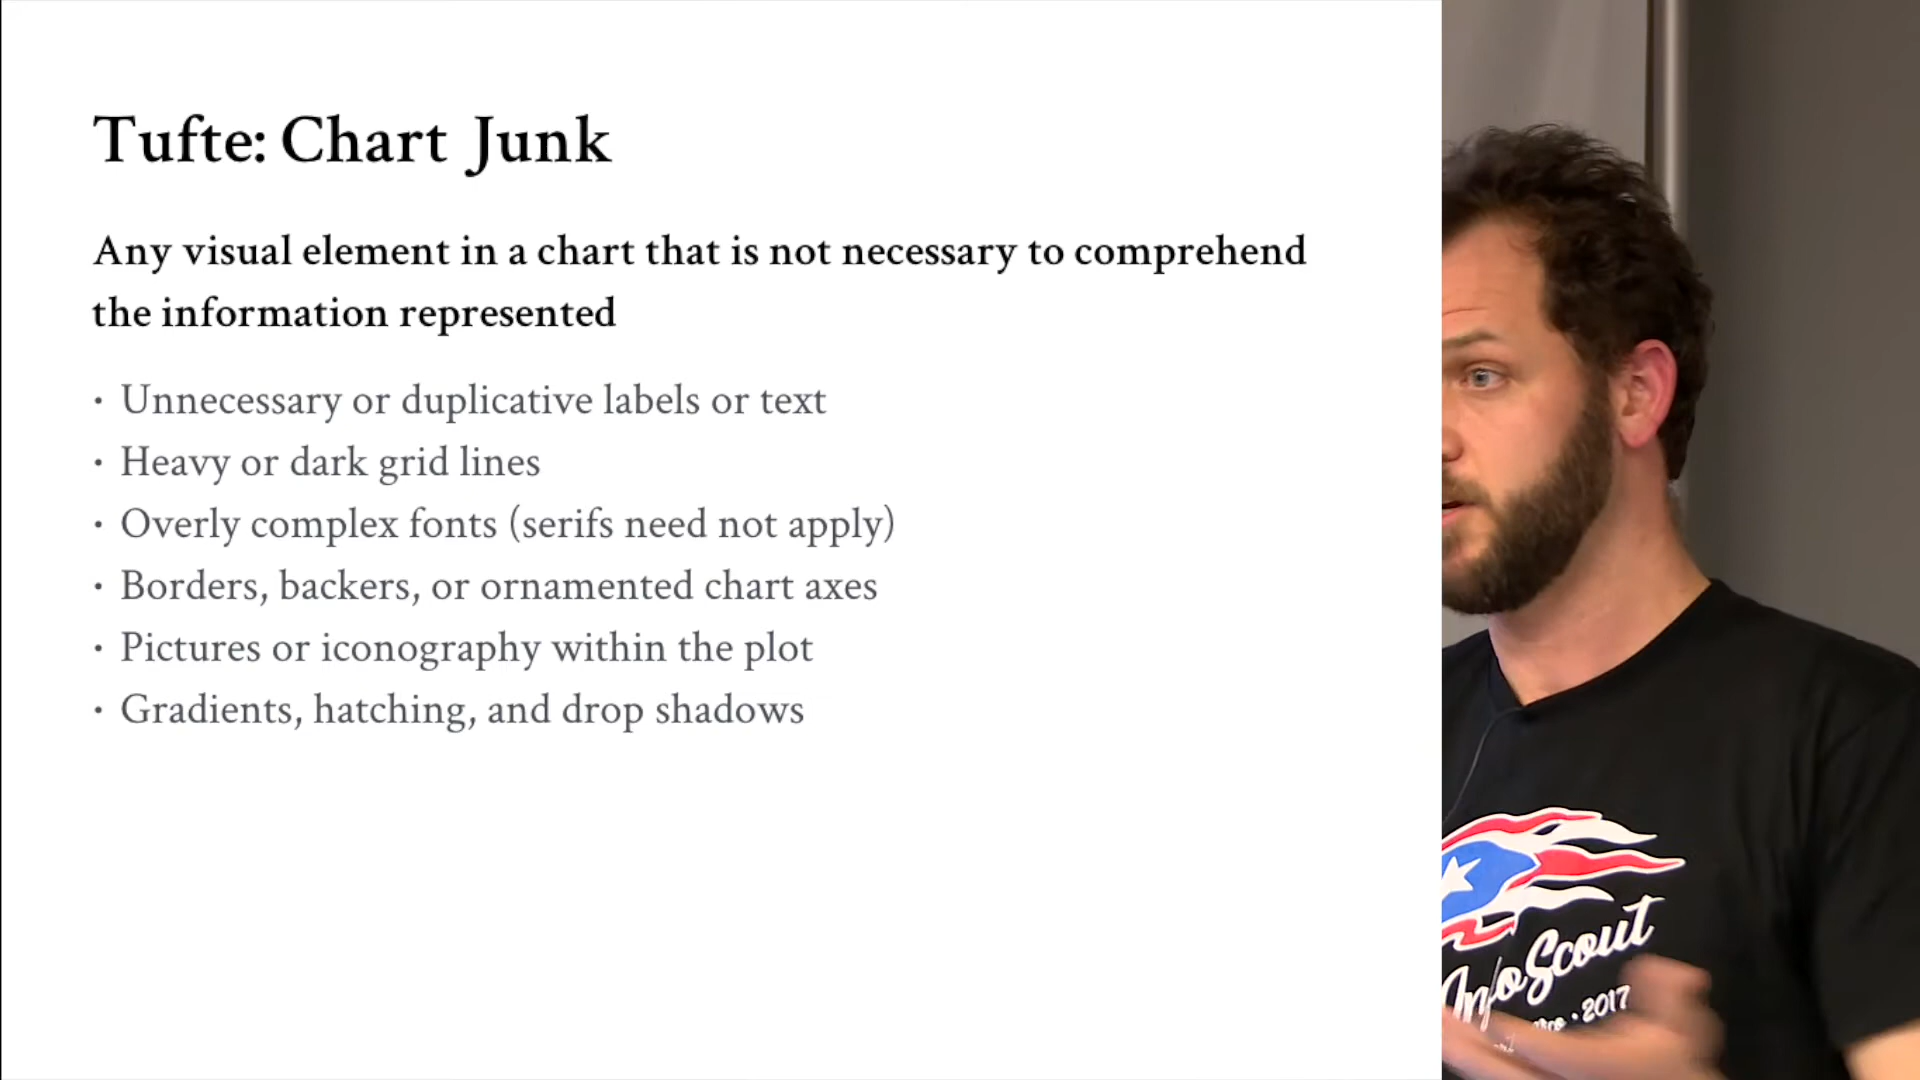 Tufte: Chart Junk
Any visual element in a chart that is not necessary to comprehend
the information represented
· Unnecessary or duplicative labels or text
· Heavy or dark grid lines
· Overly complex fonts (serifs need not apply)
· Borders, backers, or ornamented chart axes
· Pictures or iconography within the plot
· Gradients, hatching, and drop shadows
InfoScout
· 2017